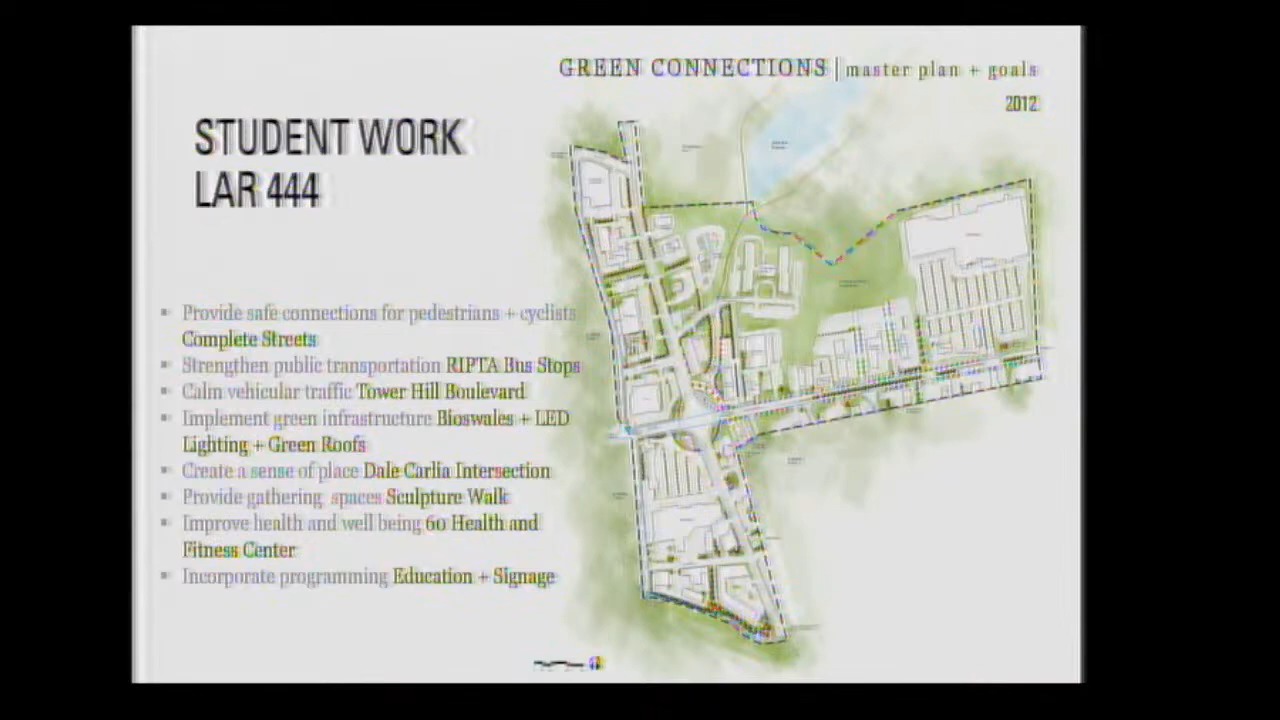 GREEN CONNECTIONS | master plan + goals
2012
STUDENT WORK
LAR 444
Provide safe connections for pedestrians + cyclists
Complete Streets
Strengthen public transportation RIPTA Bus Stops
Calm vehicular traffic Tower Hill Boulevard
Implement green infrastructure Bioswales + LED
Lighting + Green Roofs
Create a sense of place Dale Carlia Intersection
Provide gathering spaces Sculpture Walk
Improve health and well being 60 Health and
Fitness Center
Incorporate programming Education + Signage